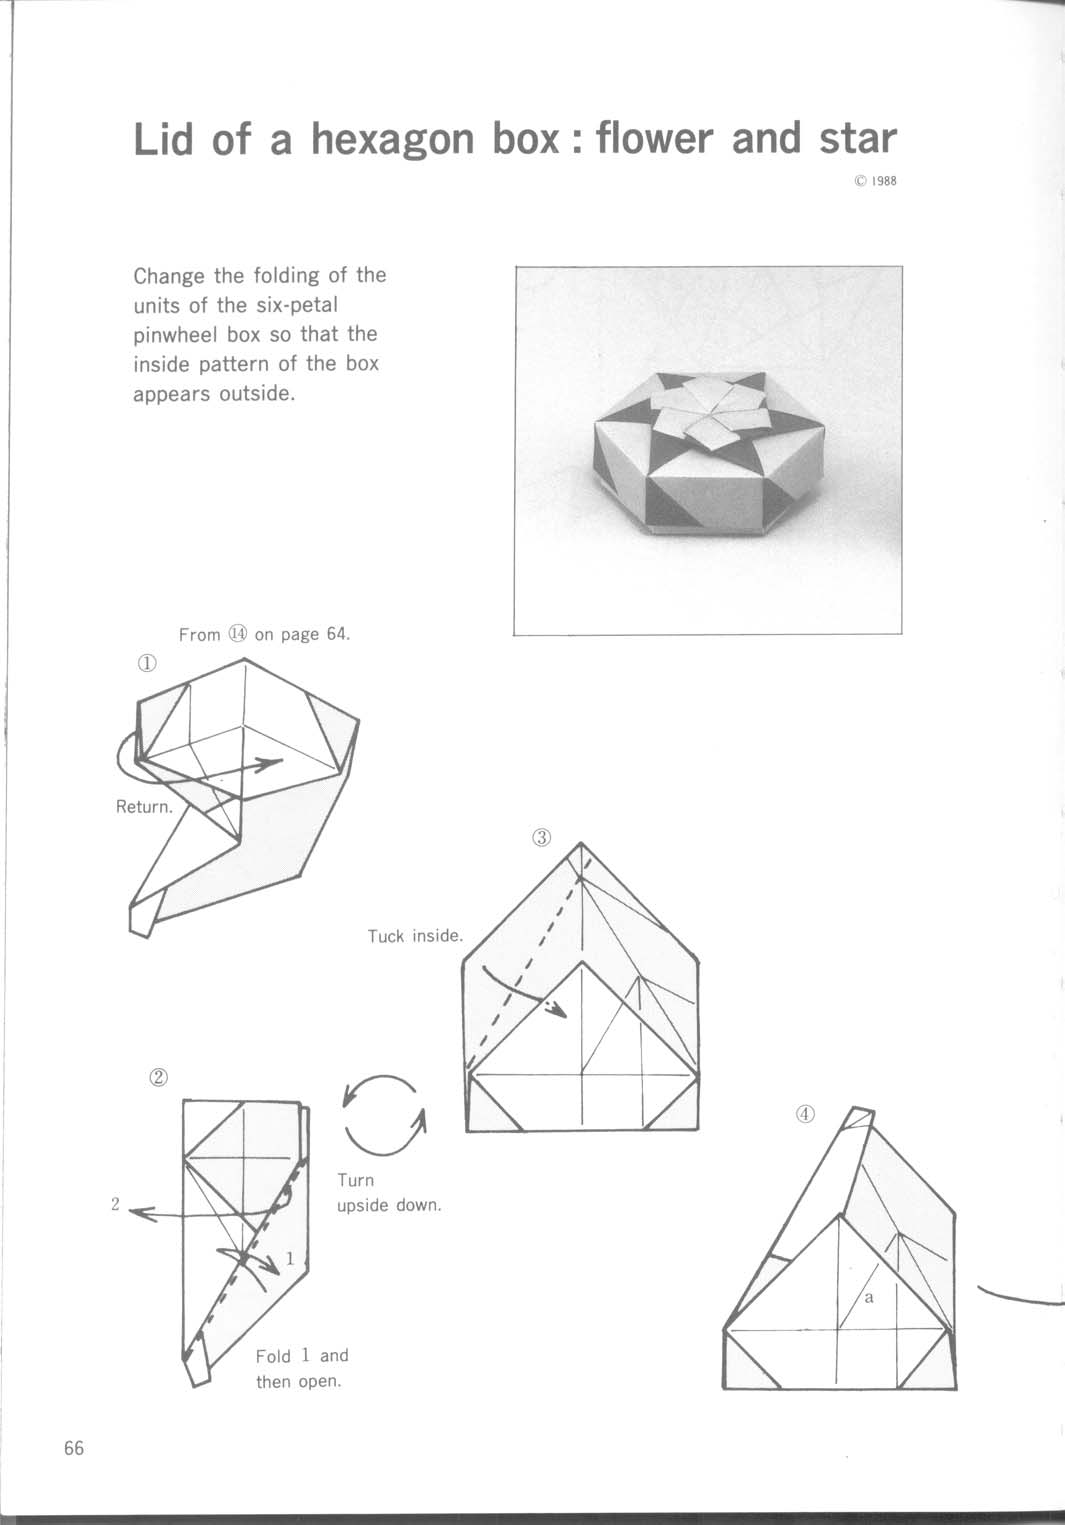 Lid of a hexagon box : flower and star
© 1988
Change the folding of the
units of the six-petal
pinwheel box so that the
inside pattern of the box
appears outside.
From ⑭ on page 64.
①
Return.
③
Tuck inside.
②
2
1
Turn
upside down.
Fold 1 and
then open.
④
a
66